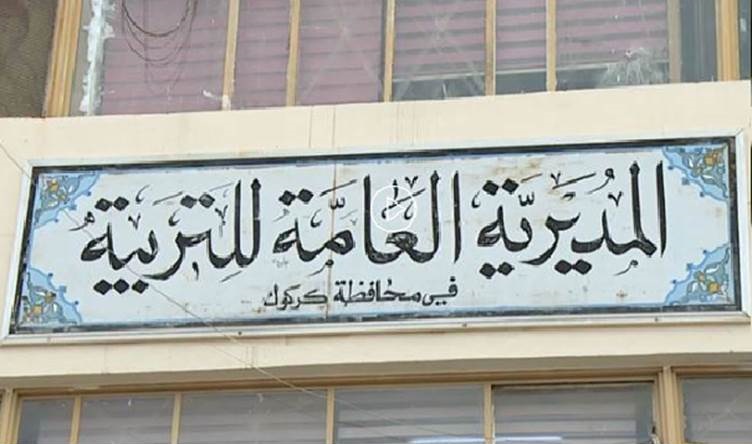 المديرية العامة للتربية
في محافظة كركوك